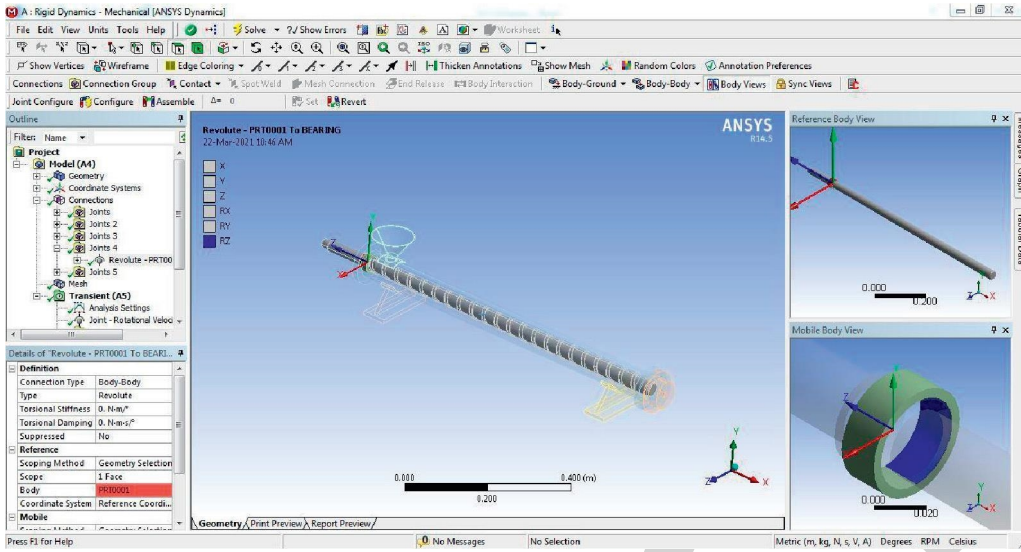 A : Rigid Dynamics - Mechanical [ANSYS Dynamics]
File Edit View Units Tools Help Solve ?/ Show Errors A Worksheet
Show Vertices Wireframe Edge Coloring Thicken Annotations Show Mesh Random Colors Annotation Preferences
Connections Connection Group Contact Spot Weld Mesh Connection End Release Body Interaction Body-Ground Body-Body Body Views Sync Views
Joint Configure Configure Assemble Δ= 0 Set Revert
Outline
Filter: Name
Project
Model (A4)
Geometry
Coordinate Systems
Connections
Joints
Joints 2
Joints 3
Joints 4
Revolute - PRT00
Joints 5
Mesh
Transient (A5)
Analysis Settings
Joint - Rotational Veloci
Details of "Revolute - PRT0001 To BEARI...
Definition
Connection Type Body-Body
Type Revolute
Torsional Stiffness 0. N·m/°
Torsional Damping 0. N·m·s/°
Suppressed No
Reference
Scoping Method Geometry Selection
Scope 1 Face
Body PRT0001
Coordinate System Reference Coordi...
Mobile
Revolute - PRT0001 To BEARING
22-Mar-2021 10:46 AM
X
Y
Z
RX
RY
RZ
ANSYS
R14.5
Z
Y
X
0.000 0.400 (m)
0.200
Y
Z X
Geometry Print Preview Report Preview
Reference Body View
0.000
0.200
Z X
Mobile Body View
Z
0.000
0.020
Y
Z X
Messages
Graph
Tabular Data
Press F1 for Help 0 No Messages No Selection Metric (m, kg, N, s, V, A) Degrees RPM Celsius